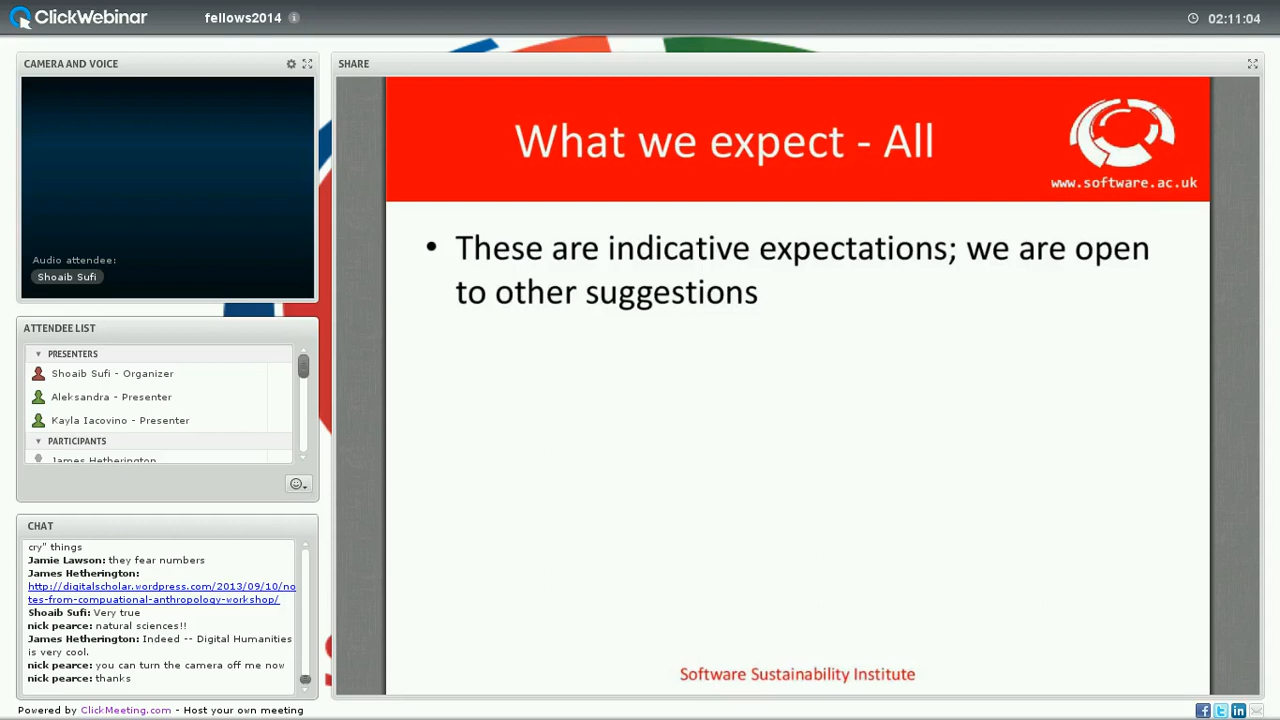 ClickWebinar
fellows2014
02:11:04
CAMERA AND VOICE
Audio attendee:
Shoaib Sufi
ATTENDEE LIST
PRESENTERS
Shoaib Sufi - Organizer
Aleksandra - Presenter
Kayla Iacovino - Presenter
PARTICIPANTS
James Hetherington
CHAT
cry" things
Jamie Lawson: they fear numbers
James Hetherington:
http://digitalscholar.wordpress.com/2013/09/10/no
tes-from-compuational-anthropology-workshop/
Shoaib Sufi: Very true
nick pearce: natural sciences!!
James Hetherington: Indeed -- Digital Humanities
is very cool.
nick pearce: you can turn the camera off me now
nick pearce: thanks
SHARE
What we expect - All
www.software.ac.uk
• These are indicative expectations; we are open
to other suggestions
Software Sustainability Institute
Powered by ClickMeeting.com - Host your own meeting